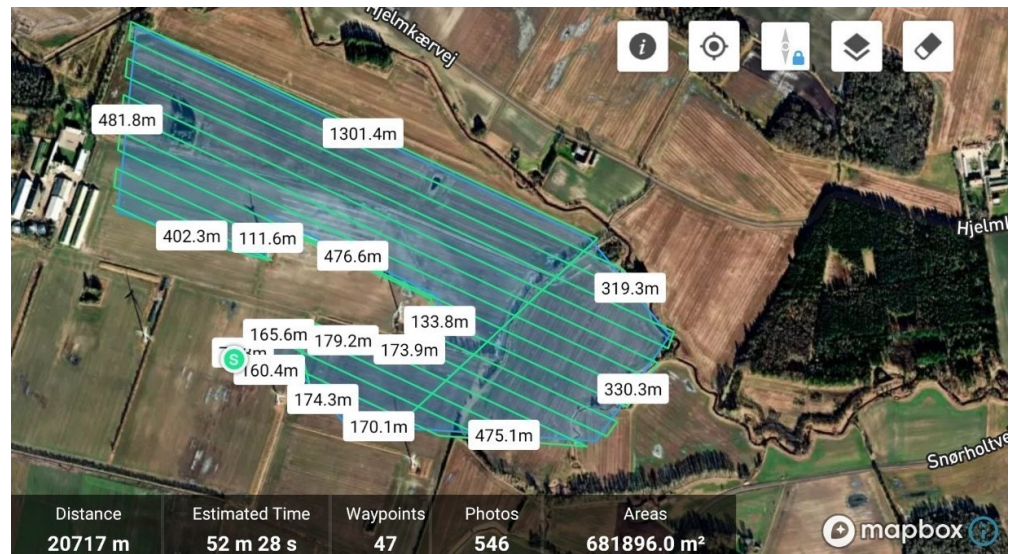 Hjelmkærvej
i
481.8m
1301.4m
402.3m
111.6m
476.6m
319.3m
133.8m
165.6m
179.2m
173.9m
S
160.4m
330.3m
174.3m
170.1m
475.1m
Snørholtve
Distance
Estimated Time
Waypoints
Photos
Areas
20717 m
52 m 28 s
47
546
681896.0 m²
mapbox